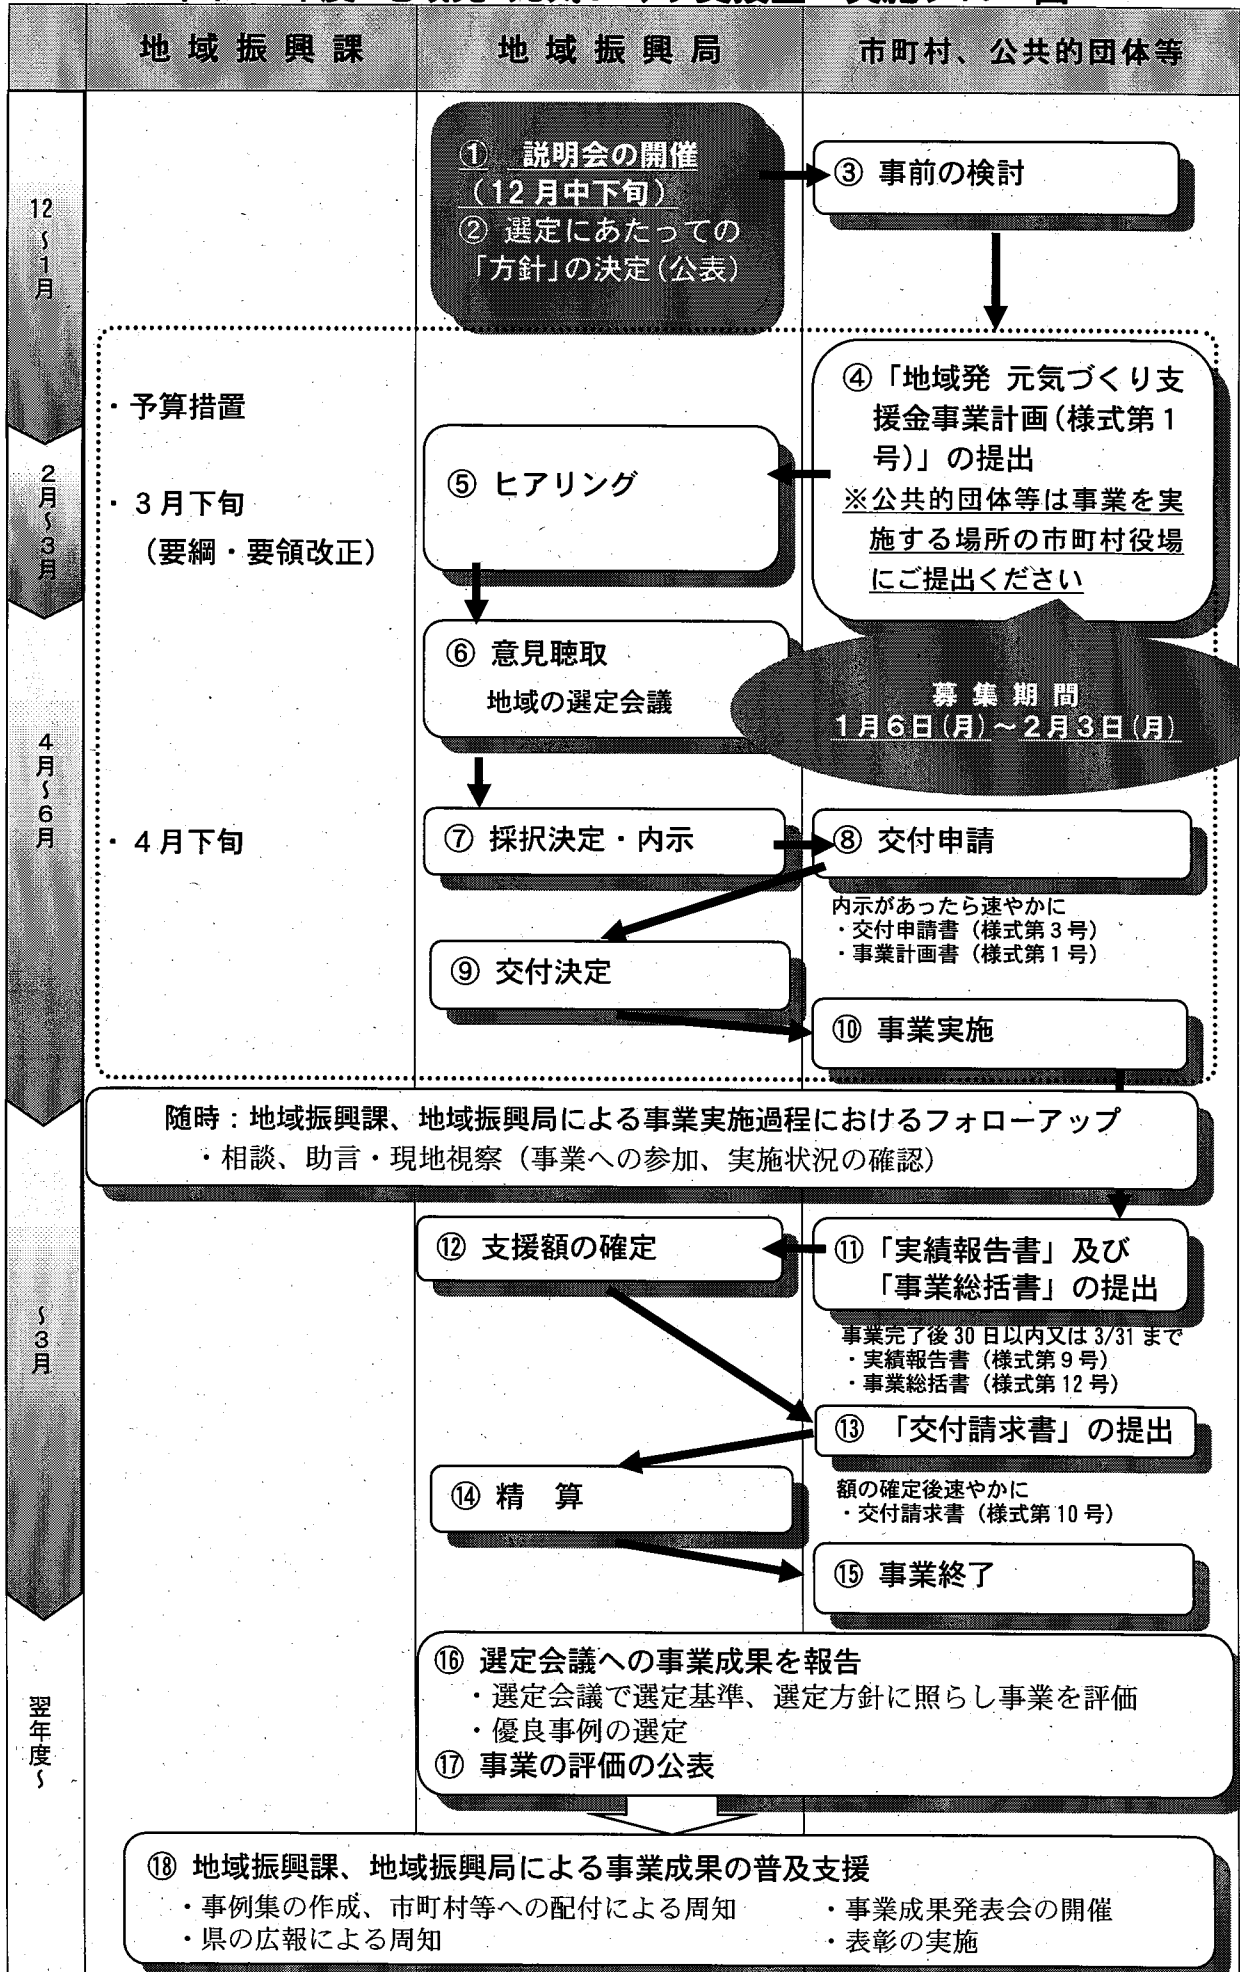 地域振興課
地域振興局
市町村、公共的団体等
12～1月
① 説明会の開催
（12月中下旬）
② 選定にあたっての
「方針」の決定（公表）
③ 事前の検討
・予算措置
④「地域発 元気づくり支
援金事業計画（様式第1
号）」の提出
※公共的団体等は事業を実
施する場所の市町村役場
にご提出ください
2月～3月
⑤ ヒアリング
・3月下旬
（要綱・要領改正）
⑥ 意見聴取
地域の選定会議
募集期間
1月6日（月）～2月3日（月）
4月～6月
・4月下旬
⑦ 採択決定・内示
⑧ 交付申請
内示があったら速やかに
・交付申請書（様式第3号）
・事業計画書（様式第1号）
⑨ 交付決定
⑩ 事業実施
随時：地域振興課、地域振興局による事業実施過程におけるフォローアップ
・相談、助言・現地視察（事業への参加、実施状況の確認）
～3月
⑫ 支援額の確定
⑪「実績報告書」及び
「事業総括書」の提出
事業完了後30日以内又は3/31まで
・実績報告書（様式第9号）
・事業総括書（様式第12号）
⑬ 「交付請求書」の提出
額の確定後速やかに
・交付請求書（様式第10号）
⑭ 精 算
⑮ 事業終了
翌年度～
⑯ 選定会議への事業成果を報告
・選定会議で選定基準、選定方針に照らし事業を評価
・優良事例の選定
⑰ 事業の評価の公表
⑱ 地域振興課、地域振興局による事業成果の普及支援
・事例集の作成、市町村等への配付による周知 ・事業成果発表会の開催
・県の広報による周知 ・表彰の実施